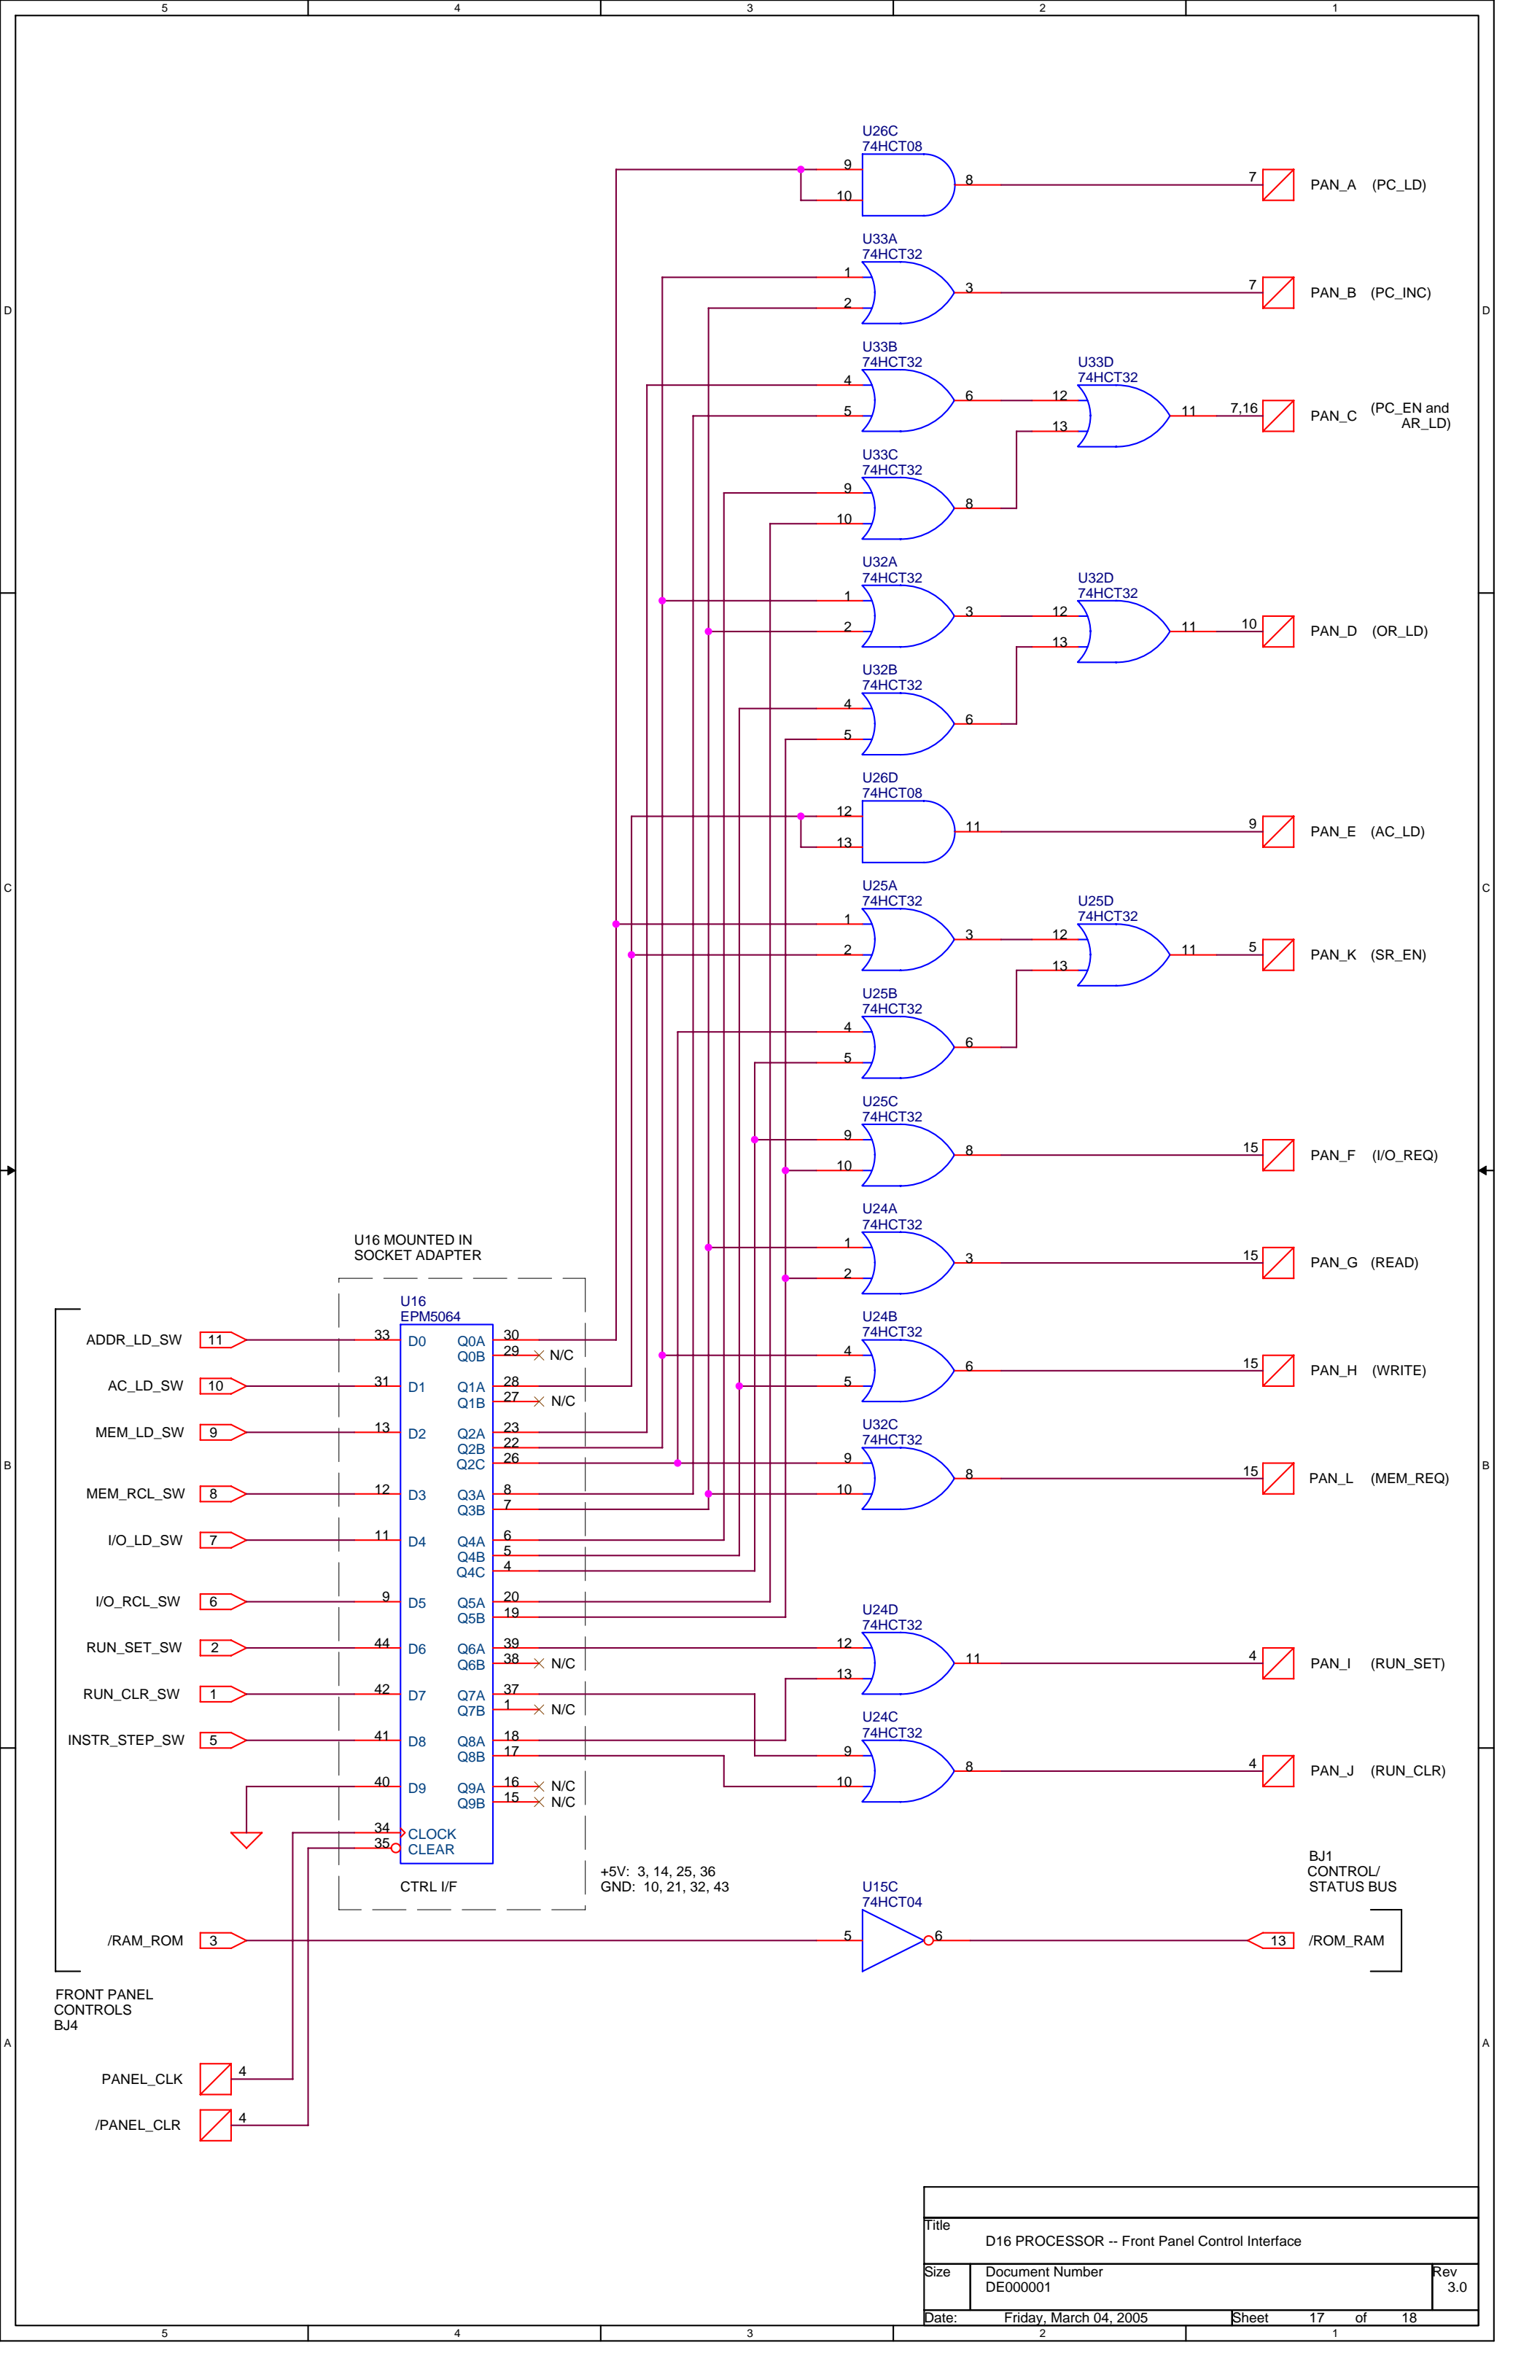 5 4 3 2 1
U26C
74HCT08
9
10
8
7
PAN_A (PC_LD)
U33A
74HCT32
1
2
3
7
PAN_B (PC_INC)
D D
U33B
74HCT32
4
5
6
U33D
74HCT32
12
13
11
7,16
PAN_C (PC_EN and
AR_LD)
U33C
74HCT32
9
10
8
U32A
74HCT32
1
2
3
U32D
74HCT32
12
13
11
10
PAN_D (OR_LD)
U32B
74HCT32
4
5
6
U26D
74HCT08
12
13
11
9
PAN_E (AC_LD)
C C
U25A
74HCT32
1
2
3
U25D
74HCT32
12
13
11
5
PAN_K (SR_EN)
U25B
74HCT32
4
5
6
U25C
74HCT32
9
10
8
15
PAN_F (I/O_REQ)
U24A
74HCT32
1
2
3
15
PAN_G (READ)
U24B
74HCT32
4
5
6
15
PAN_H (WRITE)
U32C
74HCT32
9
10
8
15
PAN_L (MEM_REQ)
B B
U24D
74HCT32
12
13
11
4
PAN_I (RUN_SET)
U24C
74HCT32
9
10
8
4
PAN_J (RUN_CLR)
U16 MOUNTED IN
SOCKET ADAPTER
U16
EPM5064
ADDR_LD_SW 11 33 D0 Q0A 30
Q0B 29 N/C
AC_LD_SW 10 31 D1 Q1A 28
Q1B 27 N/C
MEM_LD_SW 9 13 D2 Q2A 23
Q2B 22
Q2C 26
MEM_RCL_SW 8 12 D3 Q3A 8
Q3B 7
I/O_LD_SW 7 11 D4 Q4A 6
Q4B 5
Q4C 4
I/O_RCL_SW 6 9 D5 Q5A 20
Q5B 19
RUN_SET_SW 2 44 D6 Q6A 39
Q6B 38 N/C
RUN_CLR_SW 1 42 D7 Q7A 37
Q7B 1 N/C
INSTR_STEP_SW 5 41 D8 Q8A 18
Q8B 17
40 D9 Q9A 16 N/C
Q9B 15 N/C
34 CLOCK
35 CLEAR
CTRL I/F
+5V: 3, 14, 25, 36
GND: 10, 21, 32, 43
U15C
74HCT04
BJ1
CONTROL/
STATUS BUS
/RAM_ROM 3 5 6 13 /ROM_RAM
FRONT PANEL
CONTROLS
BJ4
A A
PANEL_CLK 4
/PANEL_CLR 4
Title
D16 PROCESSOR -- Front Panel Control Interface
Size Document Number Rev
DE000001 3.0
Date: Friday, March 04, 2005 Sheet 17 of 18
5 4 3 2 1